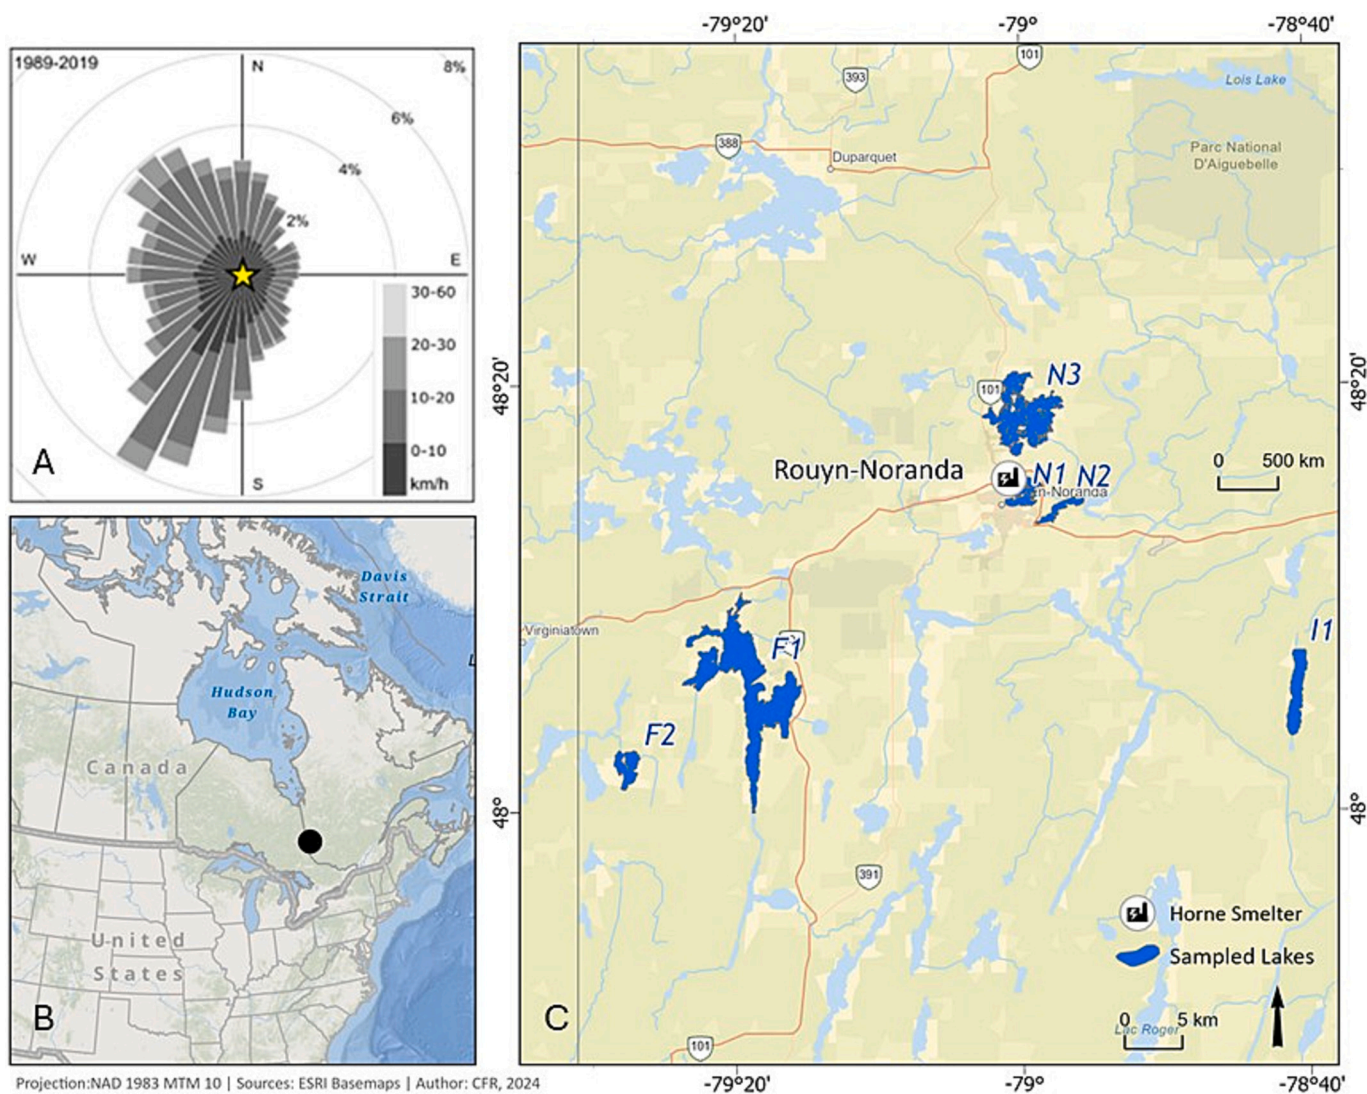 1989-2019
N
8%
6%
4%
2%
W
E
30-60
20-30
10-20
0-10
km/h
S
A
Davis
Strait
Hudson
Bay
Canada
United
States
B
-79°20'
-79°
-78°40'
101
393
Lois Lake
388
Duparquet
Parc National
D'Aiguebelle
48°20'
48°20'
101
N3
Rouyn-Noranda
N1
N2
n-Noranda
0 500 km
Virginiatown
F1
I1
F2
48°
48°
391
Horne Smelter
Sampled Lakes
0 5 km
Lac Roger
C
101
-79°20'
-79°
-78°40'
Projection:NAD 1983 MTM 10 | Sources: ESRI Basemaps | Author: CFR, 2024